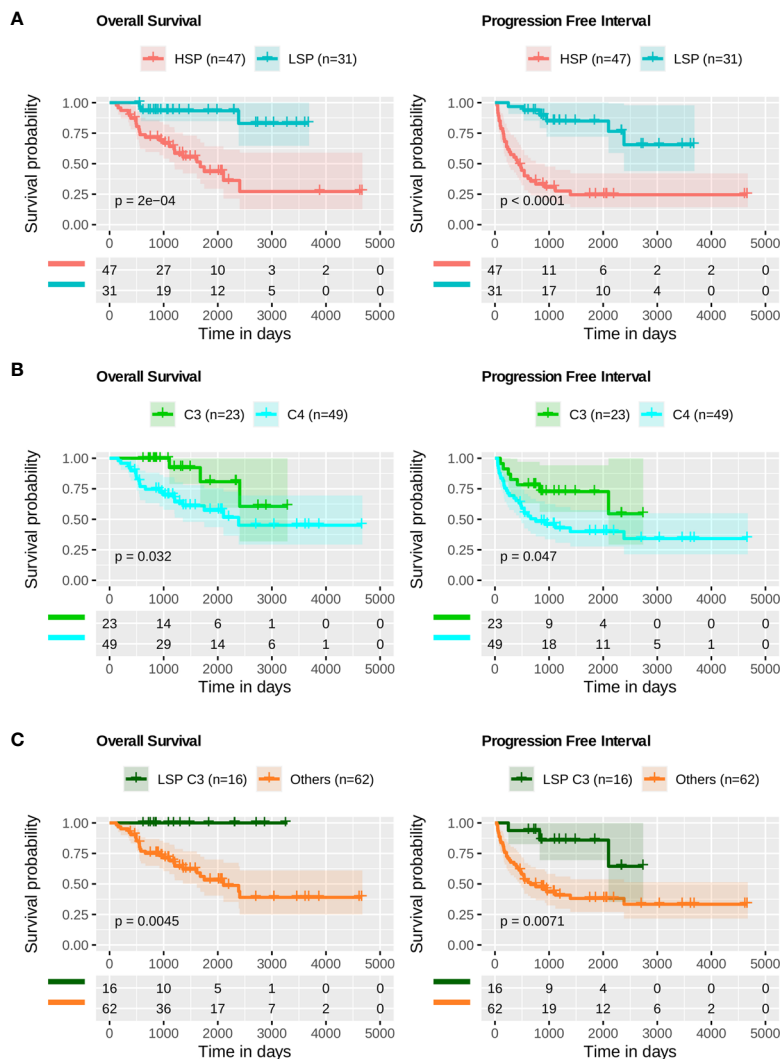 A
Overall Survival
HSP (n=47) LSP (n=31)
Survival probability
1.00
0.75
0.50
0.25
0.00
p = 2e−04
0 1000 2000 3000 4000 5000
47 27 10 3 2 0
31 19 12 5 0 0
0 1000 2000 3000 4000 5000
Time in days
Progression Free Interval
HSP (n=47) LSP (n=31)
Survival probability
1.00
0.75
0.50
0.25
0.00
p < 0.0001
0 1000 2000 3000 4000 5000
47 11 6 2 2 0
31 17 10 4 0 0
0 1000 2000 3000 4000 5000
Time in days
B
Overall Survival
C3 (n=23) C4 (n=49)
Survival probability
1.00
0.75
0.50
0.25
0.00
p = 0.032
0 1000 2000 3000 4000 5000
23 14 6 1 0 0
49 29 14 6 1 0
0 1000 2000 3000 4000 5000
Time in days
Progression Free Interval
C3 (n=23) C4 (n=49)
Survival probability
1.00
0.75
0.50
0.25
0.00
p = 0.047
0 1000 2000 3000 4000 5000
23 9 4 0 0 0
49 18 11 5 1 0
0 1000 2000 3000 4000 5000
Time in days
C
Overall Survival
LSP C3 (n=16) Others (n=62)
Survival probability
1.00
0.75
0.50
0.25
0.00
p = 0.0045
0 1000 2000 3000 4000 5000
16 10 5 1 0 0
62 36 17 7 2 0
0 1000 2000 3000 4000 5000
Time in days
Progression Free Interval
LSP C3 (n=16) Others (n=62)
Survival probability
1.00
0.75
0.50
0.25
0.00
p = 0.0071
0 1000 2000 3000 4000 5000
16 9 4 0 0 0
62 19 12 6 2 0
0 1000 2000 3000 4000 5000
Time in days